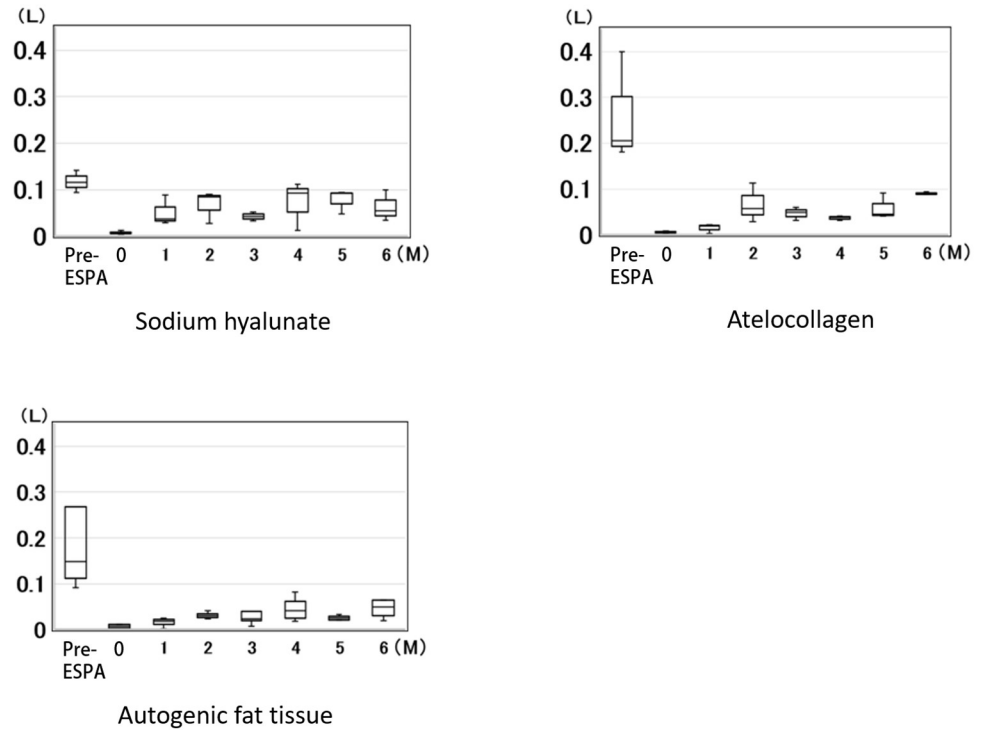 (L)
0.4
0.3
0.2
0.1
0
Pre-ESPA 0 1 2 3 4 5 6 (M)
Sodium hyalunate
(L)
0.4
0.3
0.2
0.1
0
Pre-ESPA 0 1 2 3 4 5 6 (M)
Atelocollagen
(L)
0.4
0.3
0.2
0.1
0
Pre-ESPA 0 1 2 3 4 5 6 (M)
Autogenic fat tissue